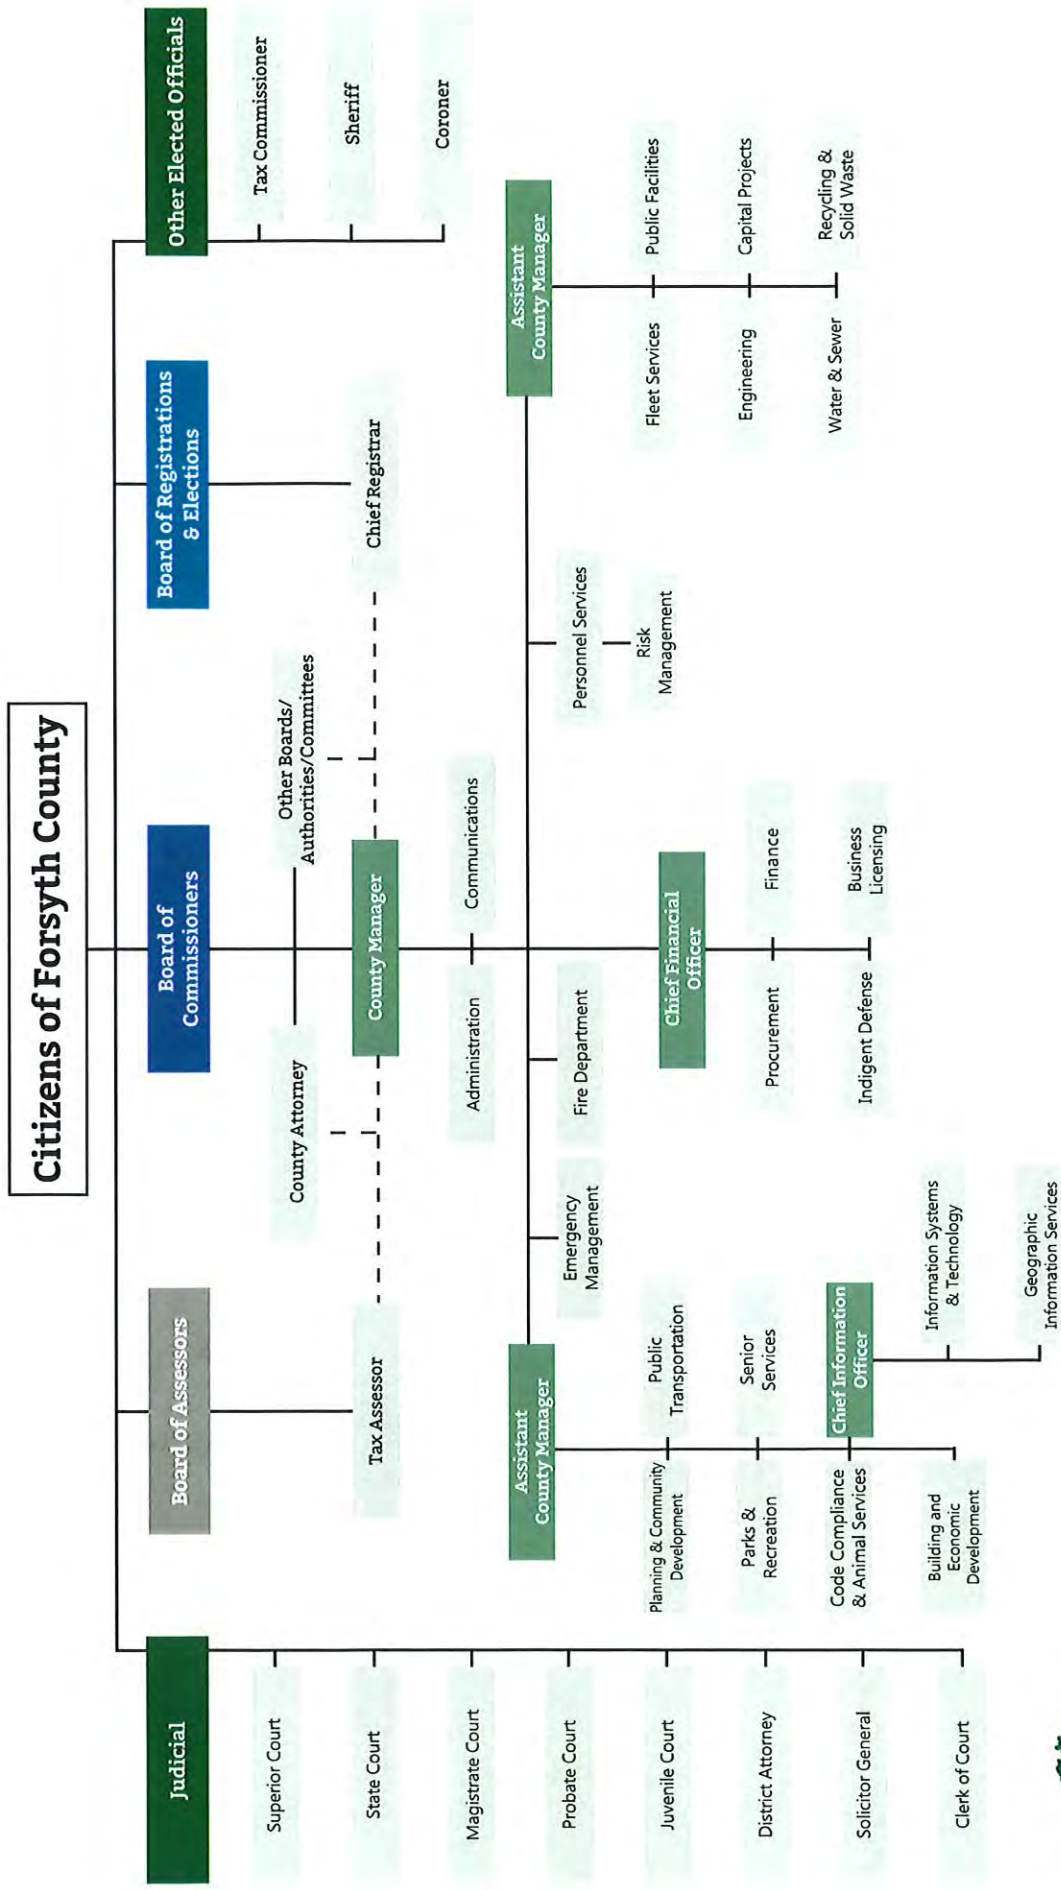 Citizens of Forsyth County
Judicial
Board of Assessors
Board of
Commissioners
Board of Registrations
& Elections
Other Elected Officials
Superior Court
State Court
Magistrate Court
Probate Court
Juvenile Court
District Attorney
Solicitor General
Clerk of Court
Tax Assessor
County Attorney
Other Boards/
Authorities/Committees
County Manager
Chief Registrar
Tax Commissioner
Sheriff
Coroner
Administration
Communications
Assistant
County Manager
Emergency
Management
Fire Department
Personnel Services
Risk
Management
Assistant
County Manager
Planning & Community
Development
Public
Transportation
Parks &
Recreation
Senior
Services
Code Compliance
& Animal Services
Chief Information
Officer
Building and
Economic
Development
Information Systems
& Technology
Geographic
Information Services
Chief Financial
Officer
Procurement
Finance
Indigent Defense
Business
Licensing
Fleet Services
Public Facilities
Engineering
Capital Projects
Water & Sewer
Recycling &
Solid Waste